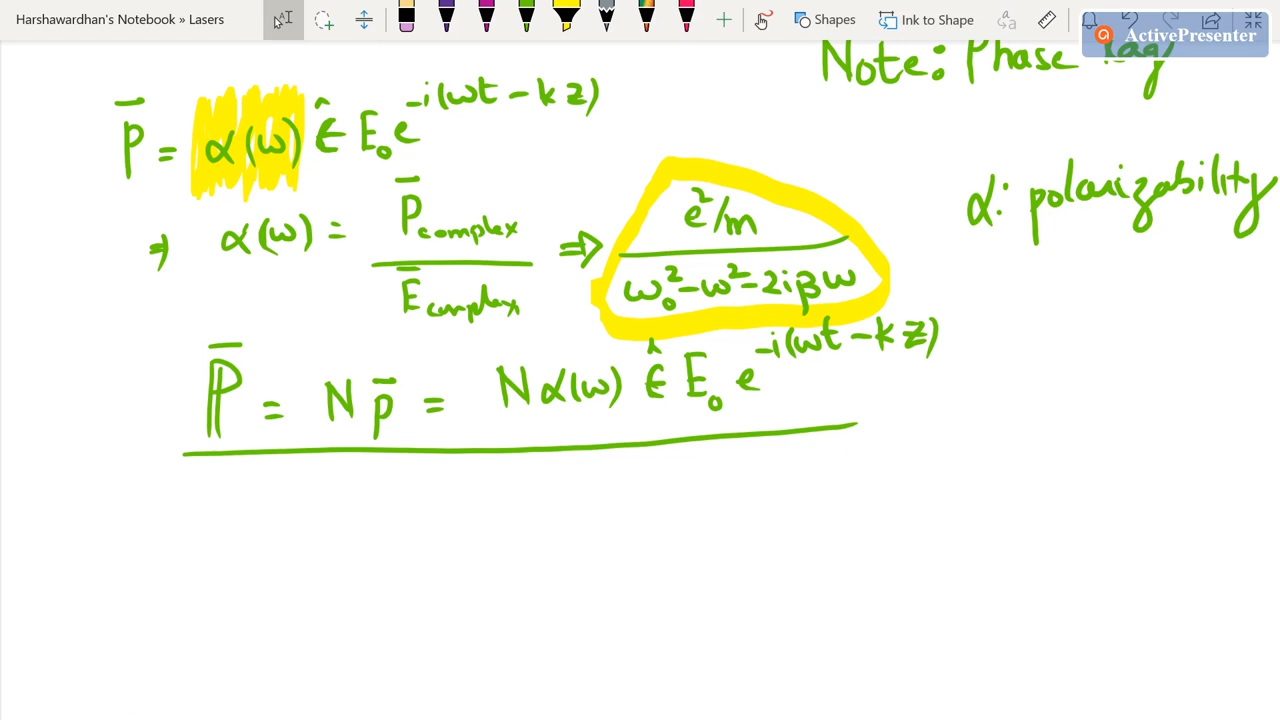 Harshawardhan's Notebook » Lasers
Shapes
Ink to Shape
ActivePresenter
Note: Phase lag
P̄ = α(ω) ε̂ E₀ e^{-i(ωt - kz)}
α: polarizability
⇒ α(ω) = P̄complex / Ēcomplex ⇒ e²/m / ω₀² - ω² - 2iβω
ℙ̄ = N p̄ = N α(ω) ε̂ E₀ e^{-i(ωt - kz)}